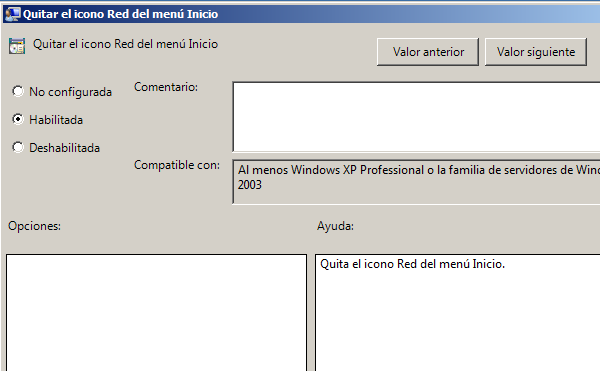 Quitar el icono Red del menú Inicio
Quitar el icono Red del menú Inicio
Valor anterior
Valor siguiente
No configurada
Habilitada
Deshabilitada
Comentario:
Compatible con:
Al menos Windows XP Professional o la familia de servidores de
2003
Opciones:
Ayuda:
Quita el icono Red del menú Inicio.